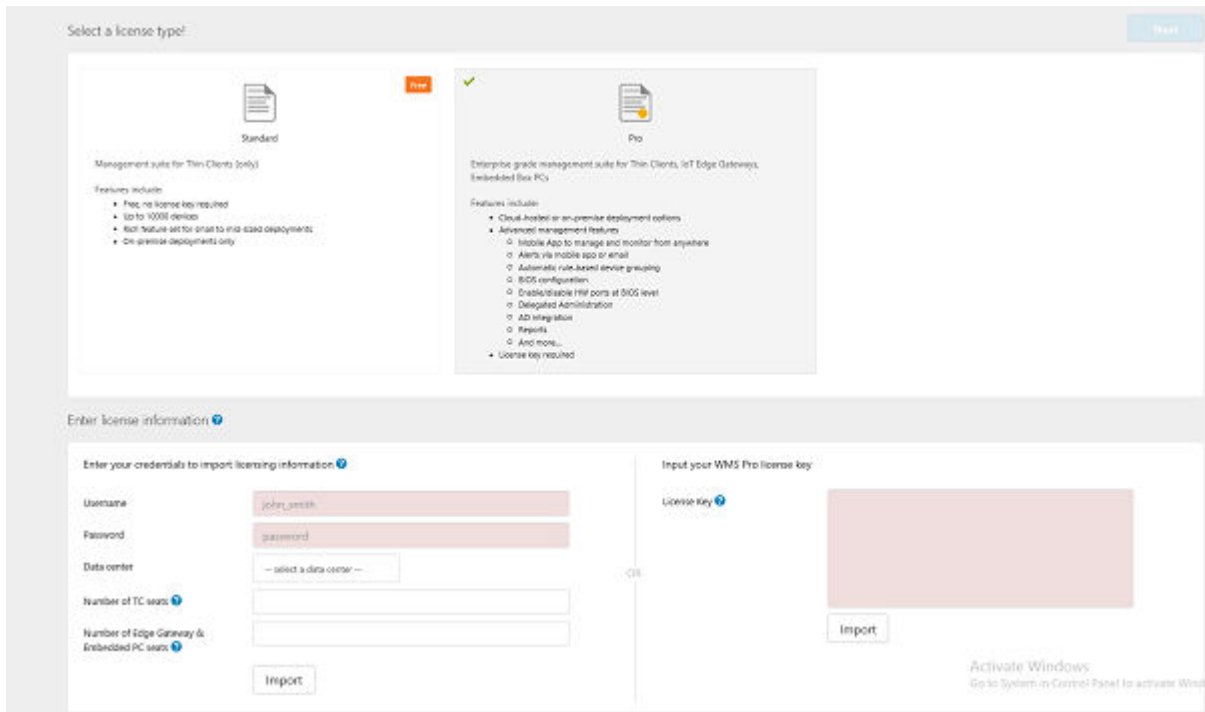 Select a license type!
Next
Free
Standard
Management suite for Thin Clients (only)
Features include:
Free, no license key required
Up to 10000 devices
Rich feature set for small to mid-sized deployments
On-premise deployments only
Pro
Enterprise grade management suite for Thin Clients, IoT Edge Gateways,
Embedded Box PCs
Features include:
Cloud-hosted or on-premise deployment options
Advanced management features
Mobile App to manage and monitor from anywhere
Alerts via mobile app or email
Automatic rule-based device grouping
BIOS configuration
Enable/disable HW ports at BIOS level
Delegated Administration
AD integration
Reports
And more...
License key required
Enter license information ?
Enter your credentials to import licensing information ?
Username
john_smith
Password
password
Data center
-- select a data center --
Number of TC seats ?
Number of Edge Gateway &
Embedded PC seats ?
Import
OR
Input your WMS Pro license key
License Key ?
Import
Activate Windows
Go to System in Control Panel to activate Wind